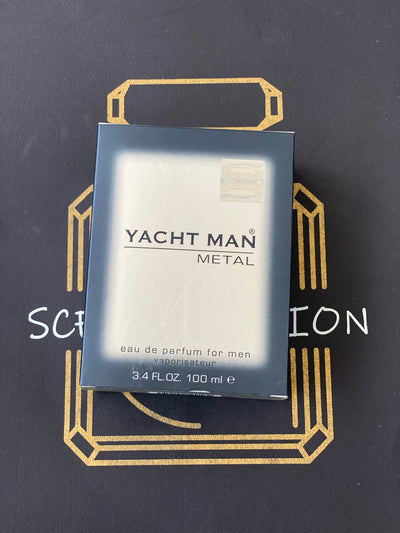 YACHT MAN®
METAL
eau de parfum for men
vaporisateur
3.4 FL.OZ. 100 ml ℮